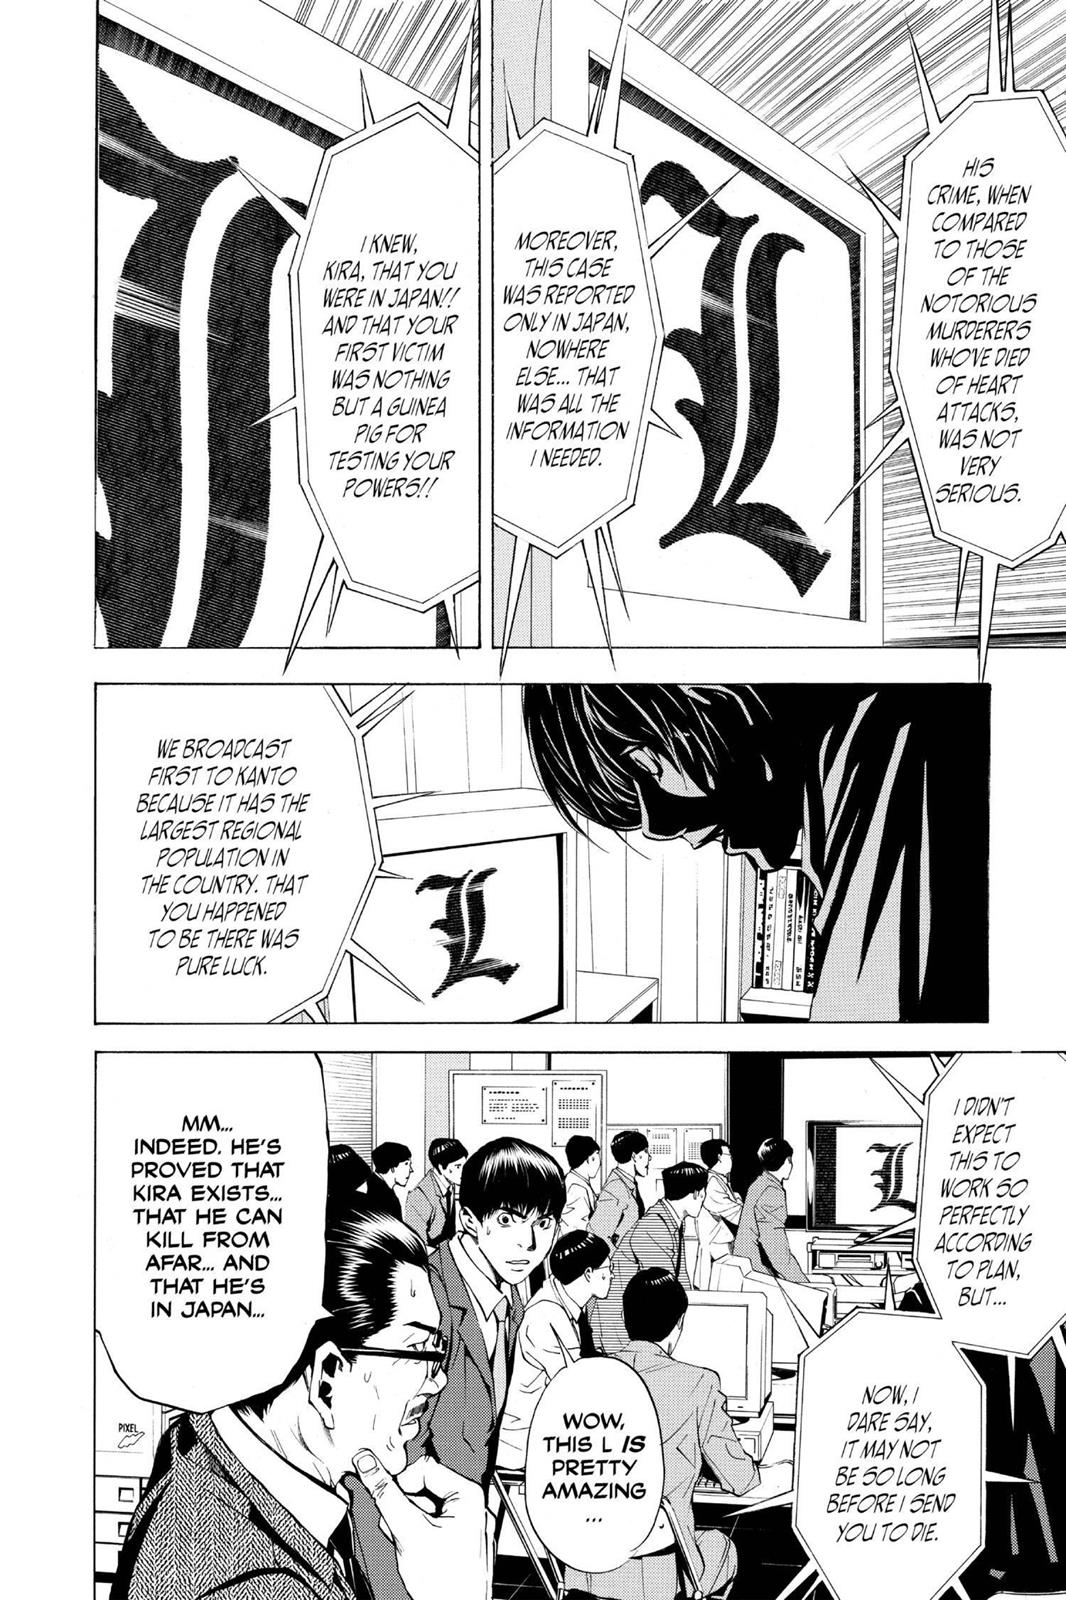 HIS
CRIME, WHEN
COMPARED
TO THOSE
OF THE
NOTORIOUS
MURDERERS
WHO'VE DIED
OF HEART
ATTACKS,
WAS NOT
VERY
SERIOUS.
L
MOREOVER,
THIS CASE
WAS REPORTED
ONLY IN JAPAN,
NOWHERE
ELSE... THAT
WAS ALL THE
INFORMATION
I NEEDED.
I KNEW,
KIRA, THAT YOU
WERE IN JAPAN!!
AND THAT YOUR
FIRST VICTIM
WAS NOTHING
BUT A GUINEA
PIG FOR
TESTING YOUR
POWERS!!
WE BROADCAST
FIRST TO KANTO
BECAUSE IT HAS THE
LARGEST REGIONAL
POPULATION IN
THE COUNTRY. THAT
YOU HAPPENED
TO BE THERE WAS
PURE LUCK.
L
I DIDN'T
EXPECT
THIS TO
WORK SO
PERFECTLY
ACCORDING
TO PLAN,
BUT...
L
NOW, I
DARE SAY,
IT MAY NOT
BE SO LONG
BEFORE I SEND
YOU TO DIE.
MM...
INDEED. HE'S
PROVED THAT
KIRA EXISTS...
THAT HE CAN
KILL FROM
AFAR... AND
THAT HE'S
IN JAPAN...
WOW,
THIS L IS
PRETTY
AMAZING
...
PIXEL